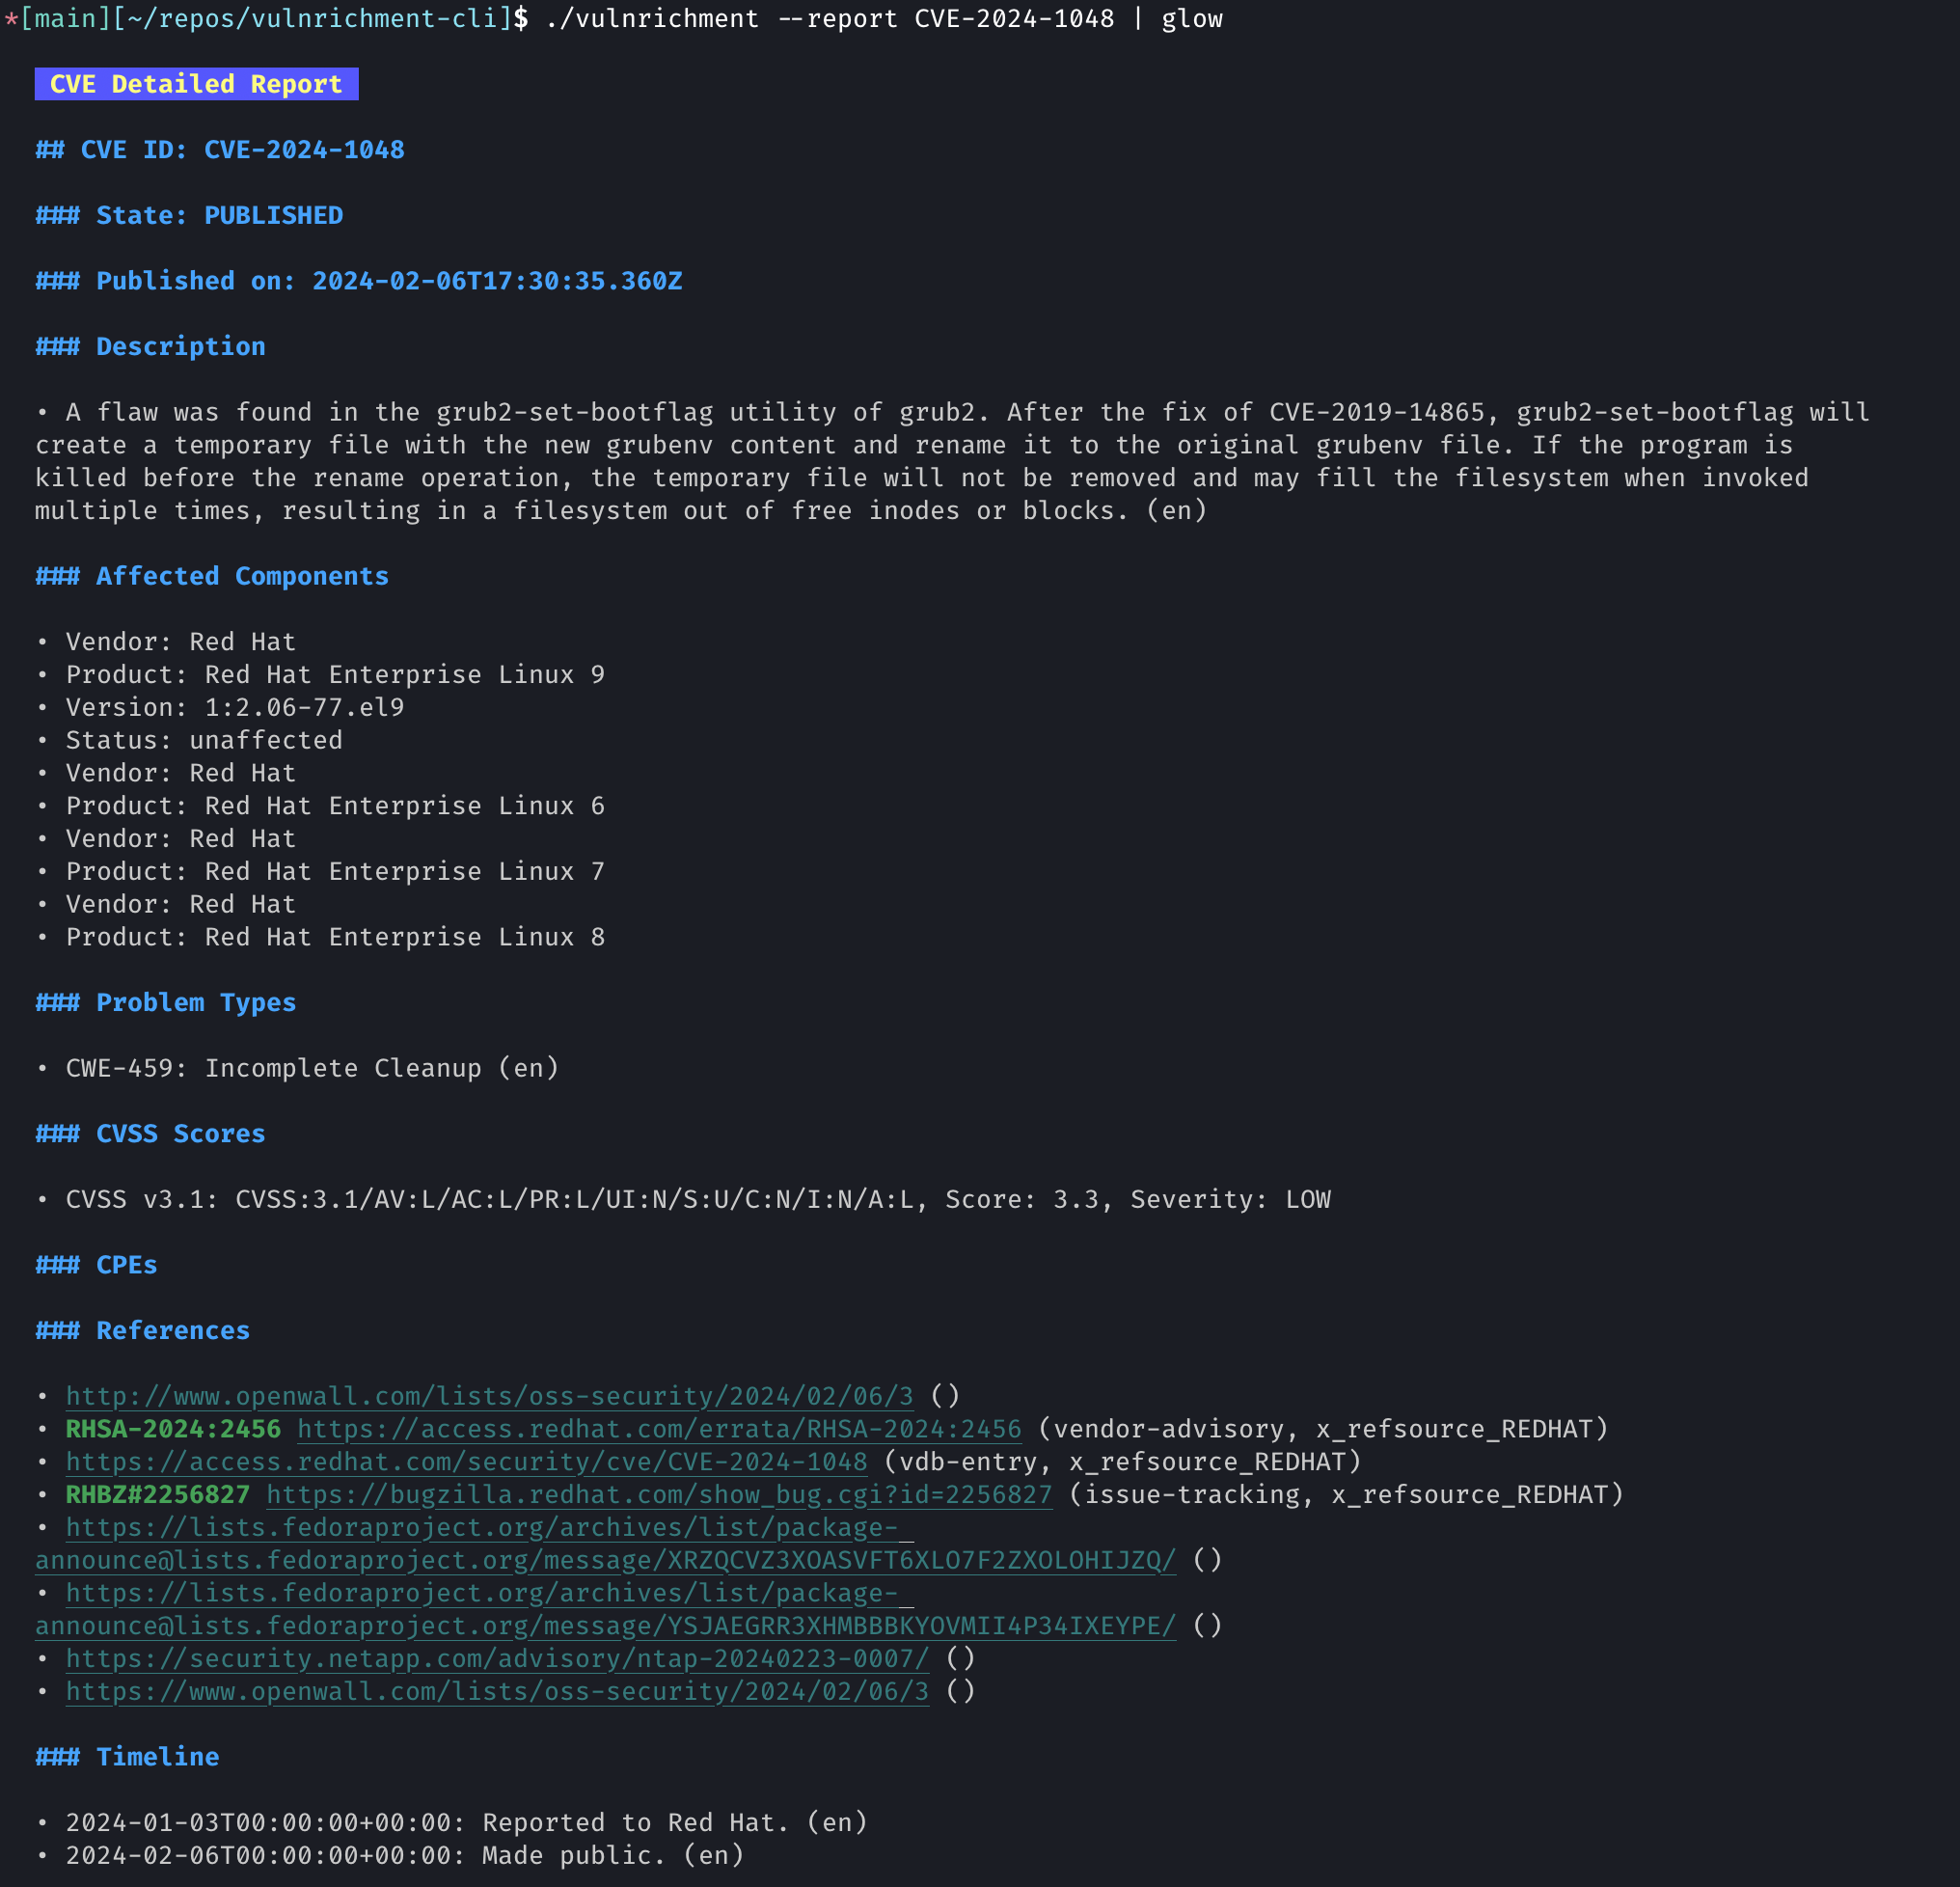 *[main][~/repos/vulnrichment-cli]$ ./vulnrichment --report CVE-2024-1048 | glow
CVE Detailed Report
## CVE ID: CVE-2024-1048
### State: PUBLISHED
### Published on: 2024-02-06T17:30:35.360Z
### Description
• A flaw was found in the grub2-set-bootflag utility of grub2. After the fix of CVE-2019-14865, grub2-set-bootflag will
create a temporary file with the new grubenv content and rename it to the original grubenv file. If the program is
killed before the rename operation, the temporary file will not be removed and may fill the filesystem when invoked
multiple times, resulting in a filesystem out of free inodes or blocks. (en)
### Affected Components
• Vendor: Red Hat
• Product: Red Hat Enterprise Linux 9
• Version: 1:2.06-77.el9
• Status: unaffected
• Vendor: Red Hat
• Product: Red Hat Enterprise Linux 6
• Vendor: Red Hat
• Product: Red Hat Enterprise Linux 7
• Vendor: Red Hat
• Product: Red Hat Enterprise Linux 8
### Problem Types
• CWE-459: Incomplete Cleanup (en)
### CVSS Scores
• CVSS v3.1: CVSS:3.1/AV:L/AC:L/PR:L/UI:N/S:U/C:N/I:N/A:L, Score: 3.3, Severity: LOW
### CPEs
### References
• http://www.openwall.com/lists/oss-security/2024/02/06/3 ()
• RHSA-2024:2456 https://access.redhat.com/errata/RHSA-2024:2456 (vendor-advisory, x_refsource_REDHAT)
• https://access.redhat.com/security/cve/CVE-2024-1048 (vdb-entry, x_refsource_REDHAT)
• RHBZ#2256827 https://bugzilla.redhat.com/show_bug.cgi?id=2256827 (issue-tracking, x_refsource_REDHAT)
• https://lists.fedoraproject.org/archives/list/package-
announce@lists.fedoraproject.org/message/XRZQCVZ3XOASVFT6XLO7F2ZXOLOHIJZQ/ ()
• https://lists.fedoraproject.org/archives/list/package-
announce@lists.fedoraproject.org/message/YSJAEGRR3XHMBBBKYOVMII4P34IXEYPE/ ()
• https://security.netapp.com/advisory/ntap-20240223-0007/ ()
• https://www.openwall.com/lists/oss-security/2024/02/06/3 ()
### Timeline
• 2024-01-03T00:00:00+00:00: Reported to Red Hat. (en)
• 2024-02-06T00:00:00+00:00: Made public. (en)